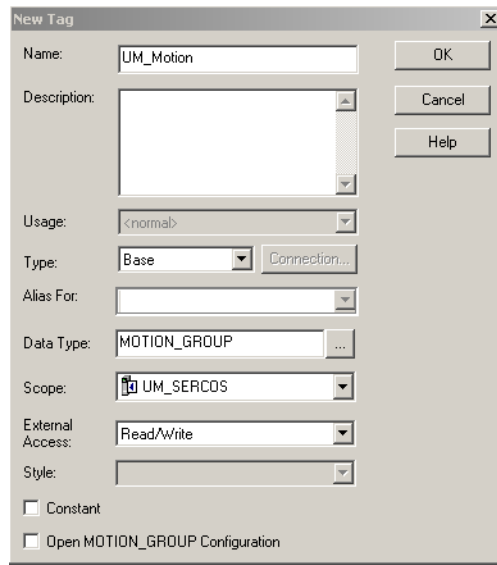 New Tag
Name: UM_Motion OK
Description: Cancel
Help
Usage: <normal>
Type: Base Connection...
Alias For:
Data Type: MOTION_GROUP ...
Scope: UM_SERCOS
External
Access: Read/Write
Style:
Constant
Open MOTION_GROUP Configuration